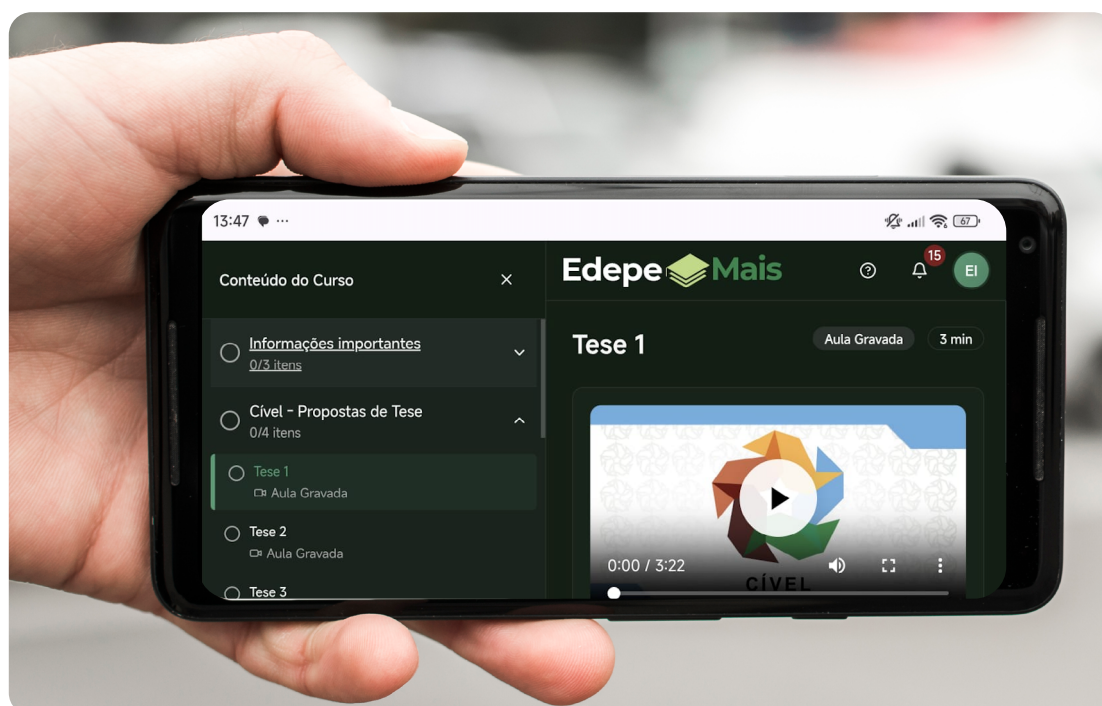 13:47
67
Conteúdo do Curso
Informações importantes
0/3 itens
Cível - Propostas de Tese
0/4 itens
Tese 1
Aula Gravada
Tese 2
Aula Gravada
Tese 3
Edepe Mais
15
EI
Tese 1
Aula Gravada
3 min
0:00 / 3:22
CÍVEL